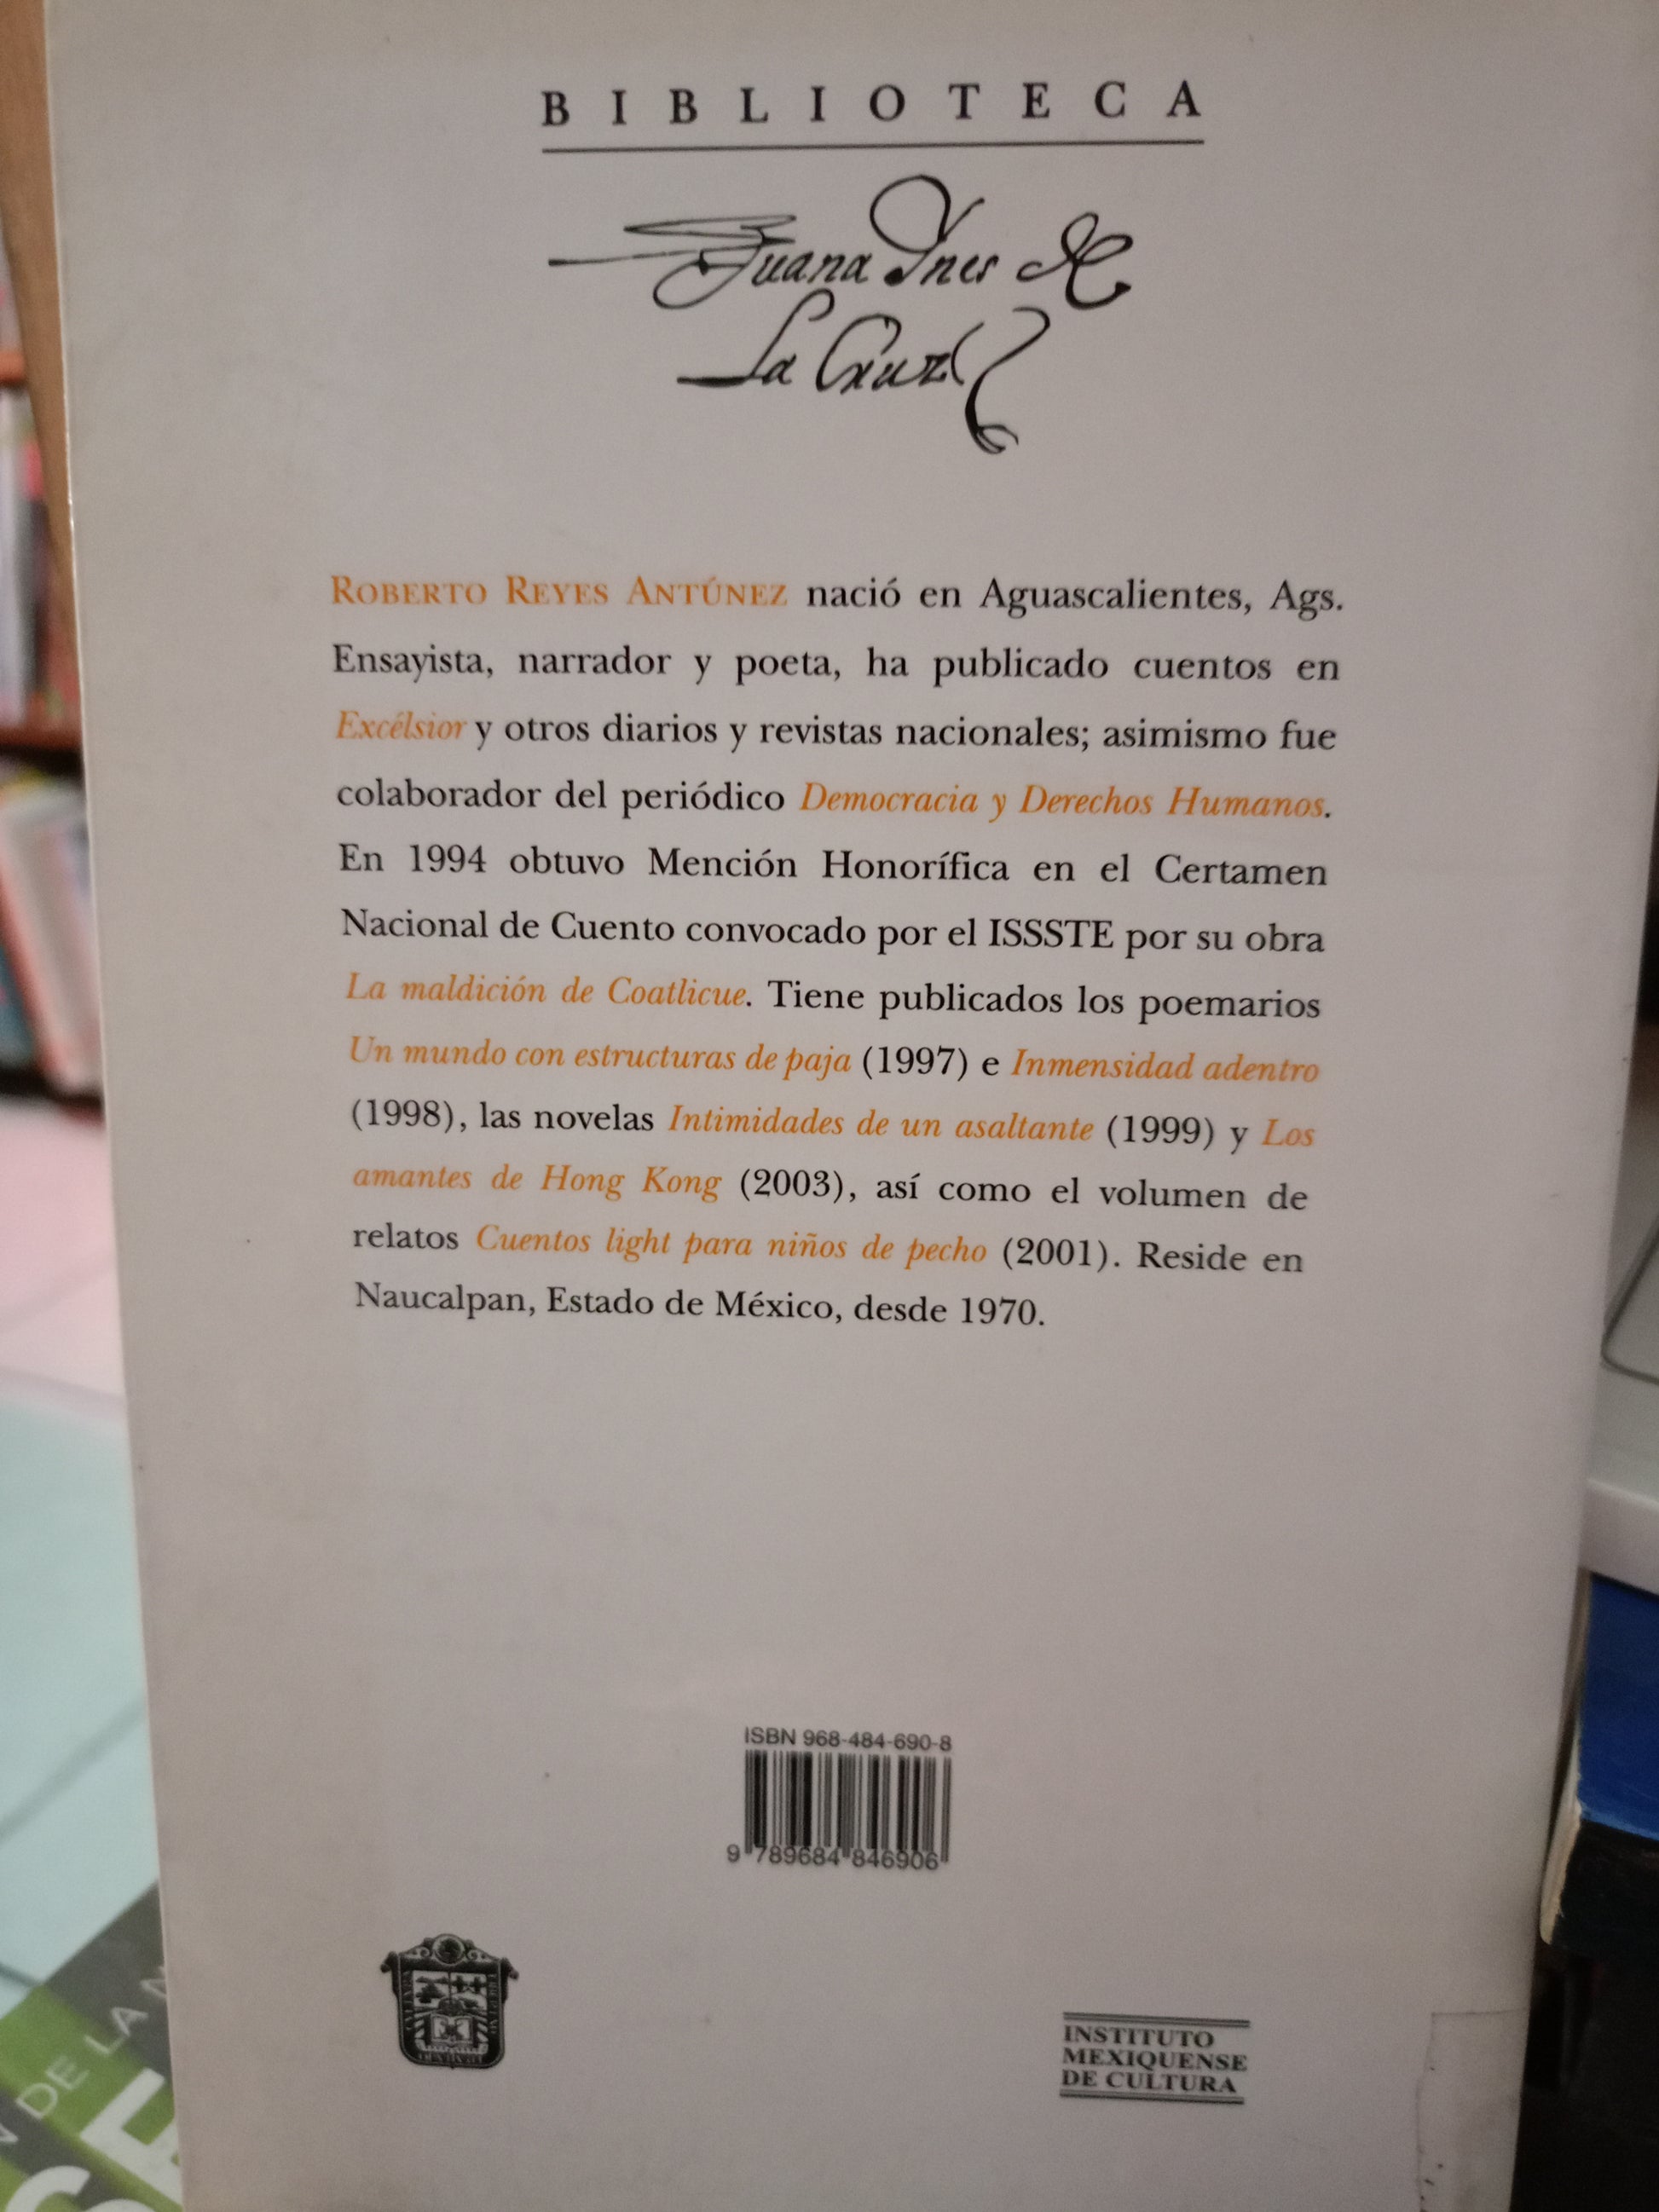 BIBLIOTECA
Juana Ynes de
La Cruz
ROBERTO REYES ANTÚNEZ nació en Aguascalientes, Ags.
Ensayista, narrador y poeta, ha publicado cuentos en
Excélsior y otros diarios y revistas nacionales; asimismo fue
colaborador del periódico Democracia y Derechos Humanos.
En 1994 obtuvo Mención Honorífica en el Certamen
Nacional de Cuento convocado por el ISSSTE por su obra
La maldición de Coatlicue. Tiene publicados los poemarios
Un mundo con estructuras de paja (1997) e Inmensidad adentro
(1998), las novelas Intimidades de un asaltante (1999) y Los
amantes de Hong Kong (2003), así como el volumen de
relatos Cuentos light para niños de pecho (2001). Reside en
Naucalpan, Estado de México, desde 1970.
ISBN 968-484-690-8
9 789684 846906
INSTITUTO
MEXIQUENSE
DE CULTURA
DE LA